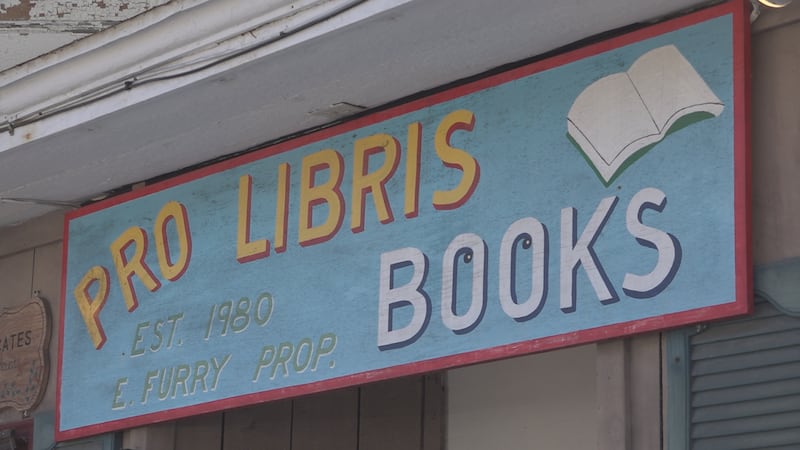 PRO LIBRIS
BOOKS
EST. 1980
E. FURRY PROP.